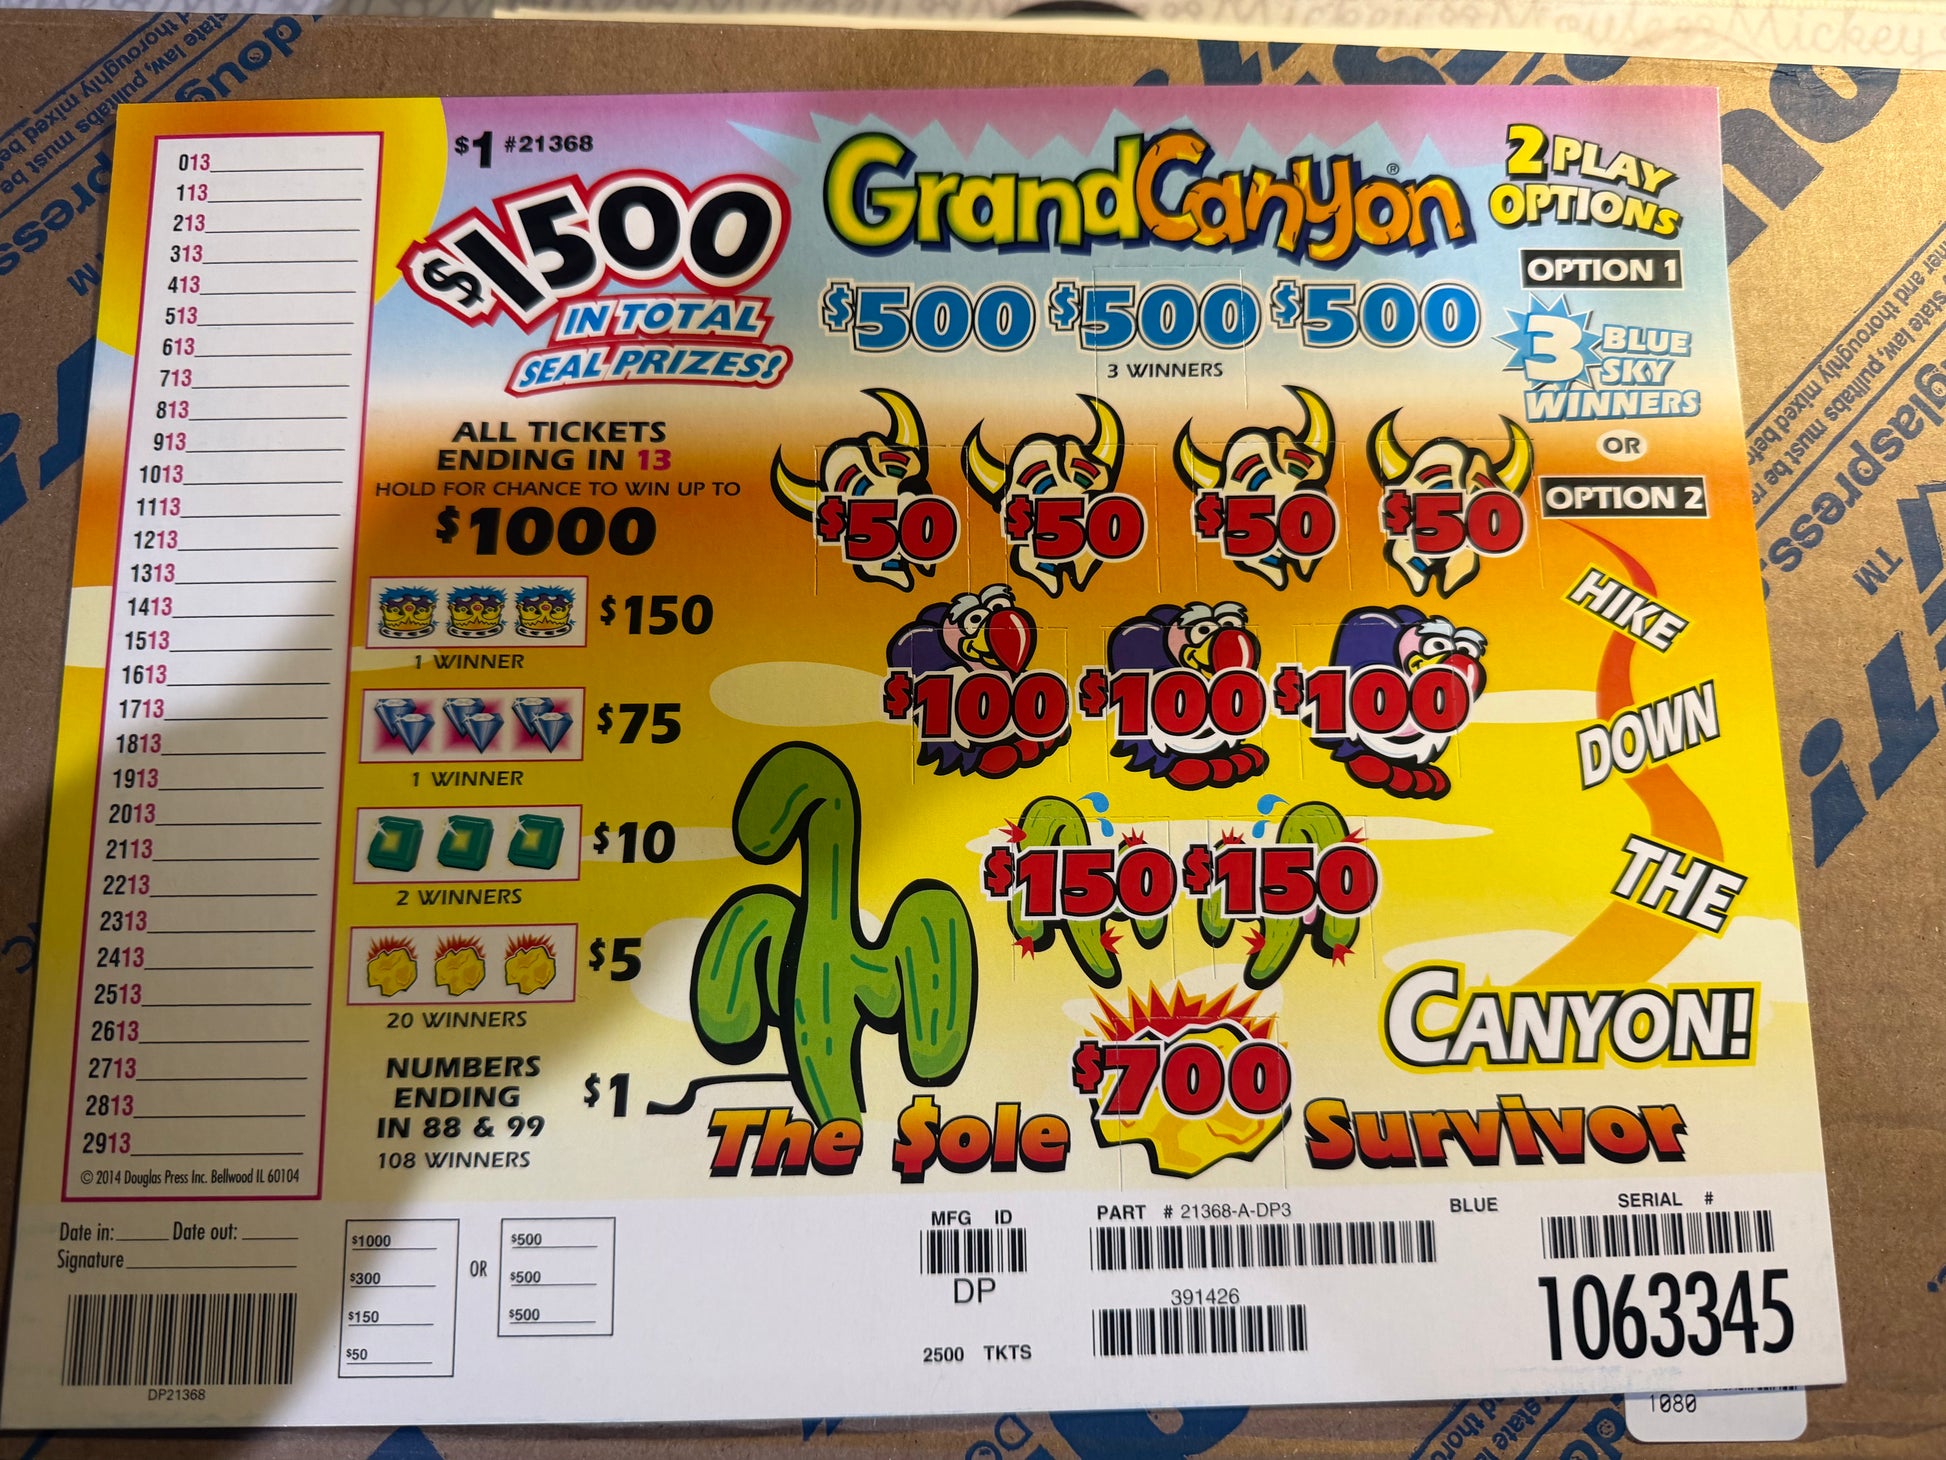 013
113
213
313
413
513
613
713
813
913
1013
1113
1213
1313
1413
1513
1613
1713
1813
1913
2013
2113
2213
2313
2413
2513
2613
2713
2813
2913
© 2014 Douglas Press Inc. Bellwood IL 60104
$1 #21368
$1500
IN TOTAL
SEAL PRIZES!
ALL TICKETS
ENDING IN 13
HOLD FOR CHANCE TO WIN UP TO
$1000
$150
1 WINNER
$75
1 WINNER
$10
2 WINNERS
$5
20 WINNERS
NUMBERS
ENDING
IN 88 & 99
$1
108 WINNERS
Grand Canyon®
$500 $500 $500
3 WINNERS
$50 $50 $50 $50
$100 $100 $100
$150 $150
$700
The $ole Survivor
2 PLAY
OPTIONS
OPTION 1
3 BLUE
SKY
WINNERS
OR
OPTION 2
HIKE
DOWN
THE
CANYON!
Date in: Date out:
Signature
DP21368
$1000
$300
$150
$50
OR
$500
$500
$500
MFG ID
DP
2500 TKTS
PART # 21368-A-DP3
BLUE
391426
SERIAL #
1063345
1080